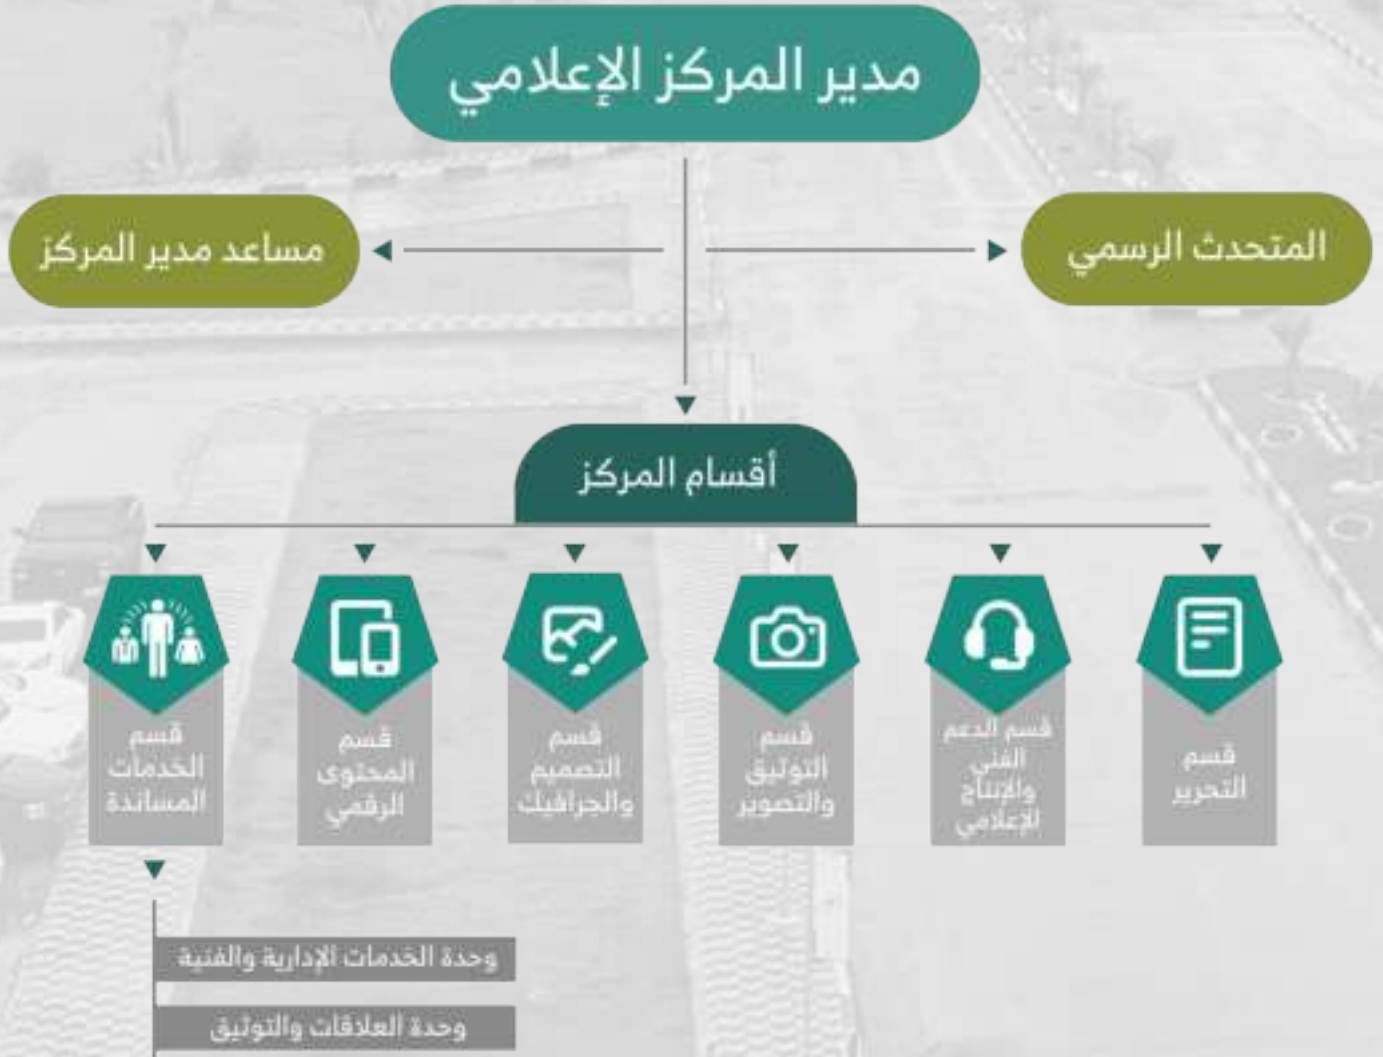 مدير المركز الإعلامي
المتحدث الرسمي
مساعد مدير المركز
أقسام المركز
قسم
التحرير
قسم الدعم
الفني
والإنتاج
الإعلامي
قسم
التوثيق
والتصوير
قسم
التصميم
والجرافيك
قسم
المحتوى
الرقمي
قسم
الخدمات
المساندة
وحدة الخدمات الإدارية والفنية
وحدة العلاقات والتوثيق